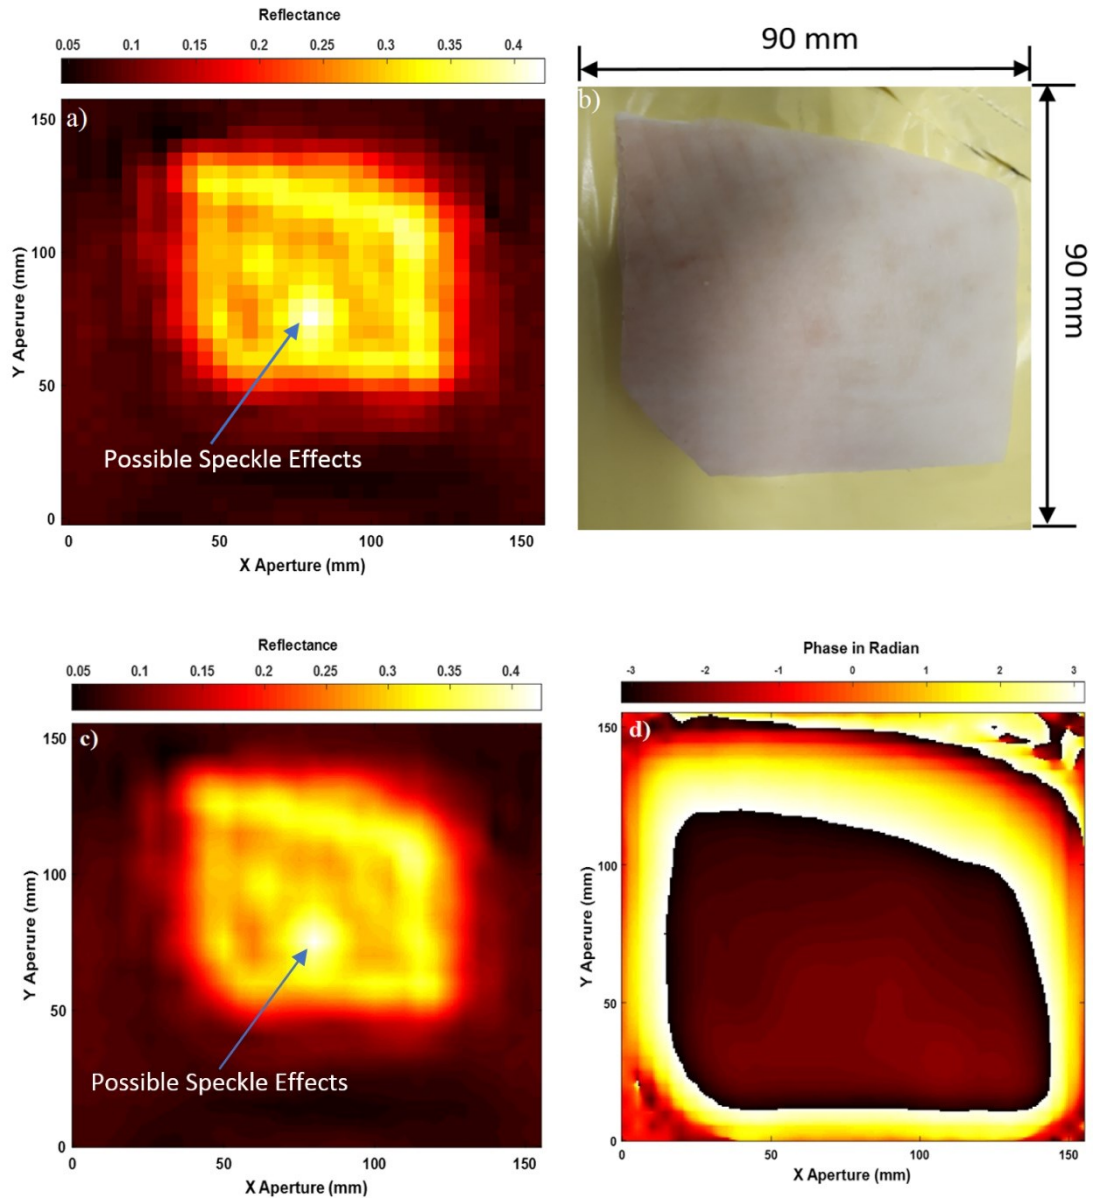 Reflectance
0.05 0.1 0.15 0.2 0.25 0.3 0.35 0.4
a)
150
100
50
0
Y Aperure (mm)
Possible Speckle Effects
0 50 100 150
X Aperture (mm)
90 mm
b)
90 mm
Reflectance
0.05 0.1 0.15 0.2 0.25 0.3 0.35 0.4
c)
150
100
50
0
Y Aperure (mm)
Possible Speckle Effects
0 50 100 150
X Aperture (mm)
Phase in Radian
-3 -2 -1 0 1 2 3
d)
150
100
50
0
Y Aperure (mm)
0 50 100 150
X Aperture (mm)